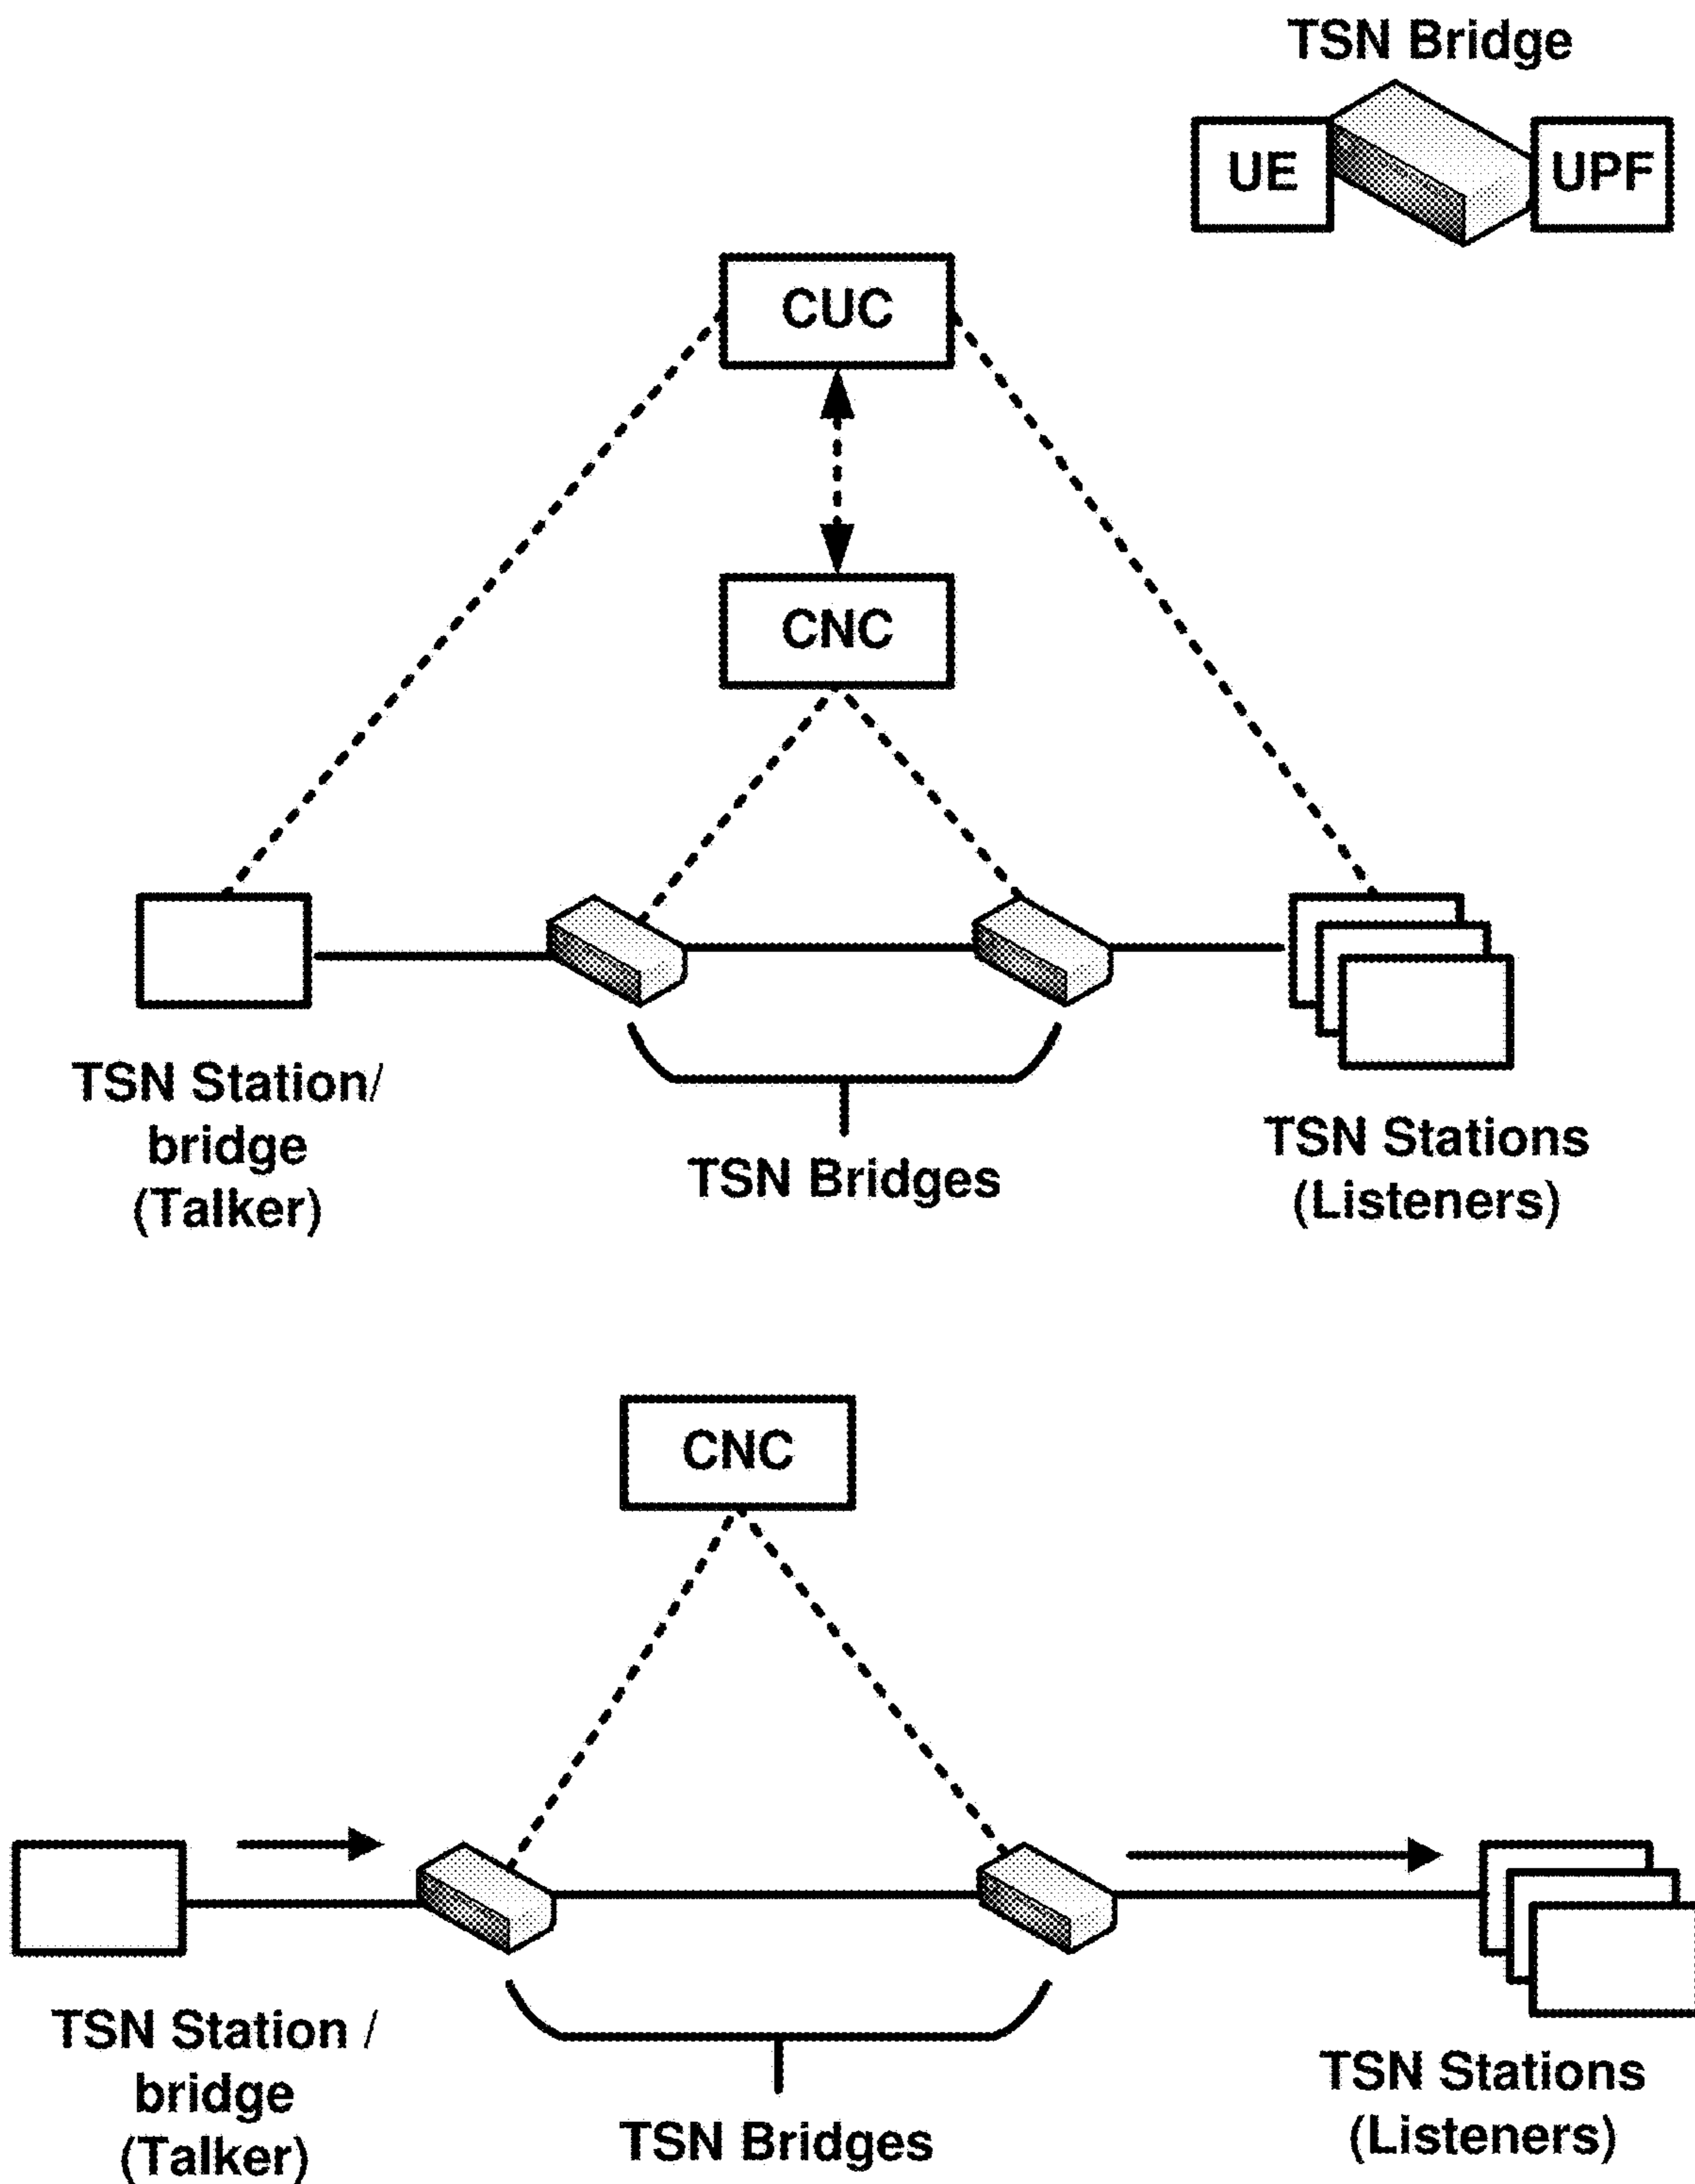 TSN Bridge
UE
UPF
CUC
CNC
TSN Station/
bridge
(Talker)
TSN Bridges
TSN Stations
(Listeners)
CNC
TSN Station /
bridge
(Talker)
TSN Bridges
TSN Stations
(Listeners)